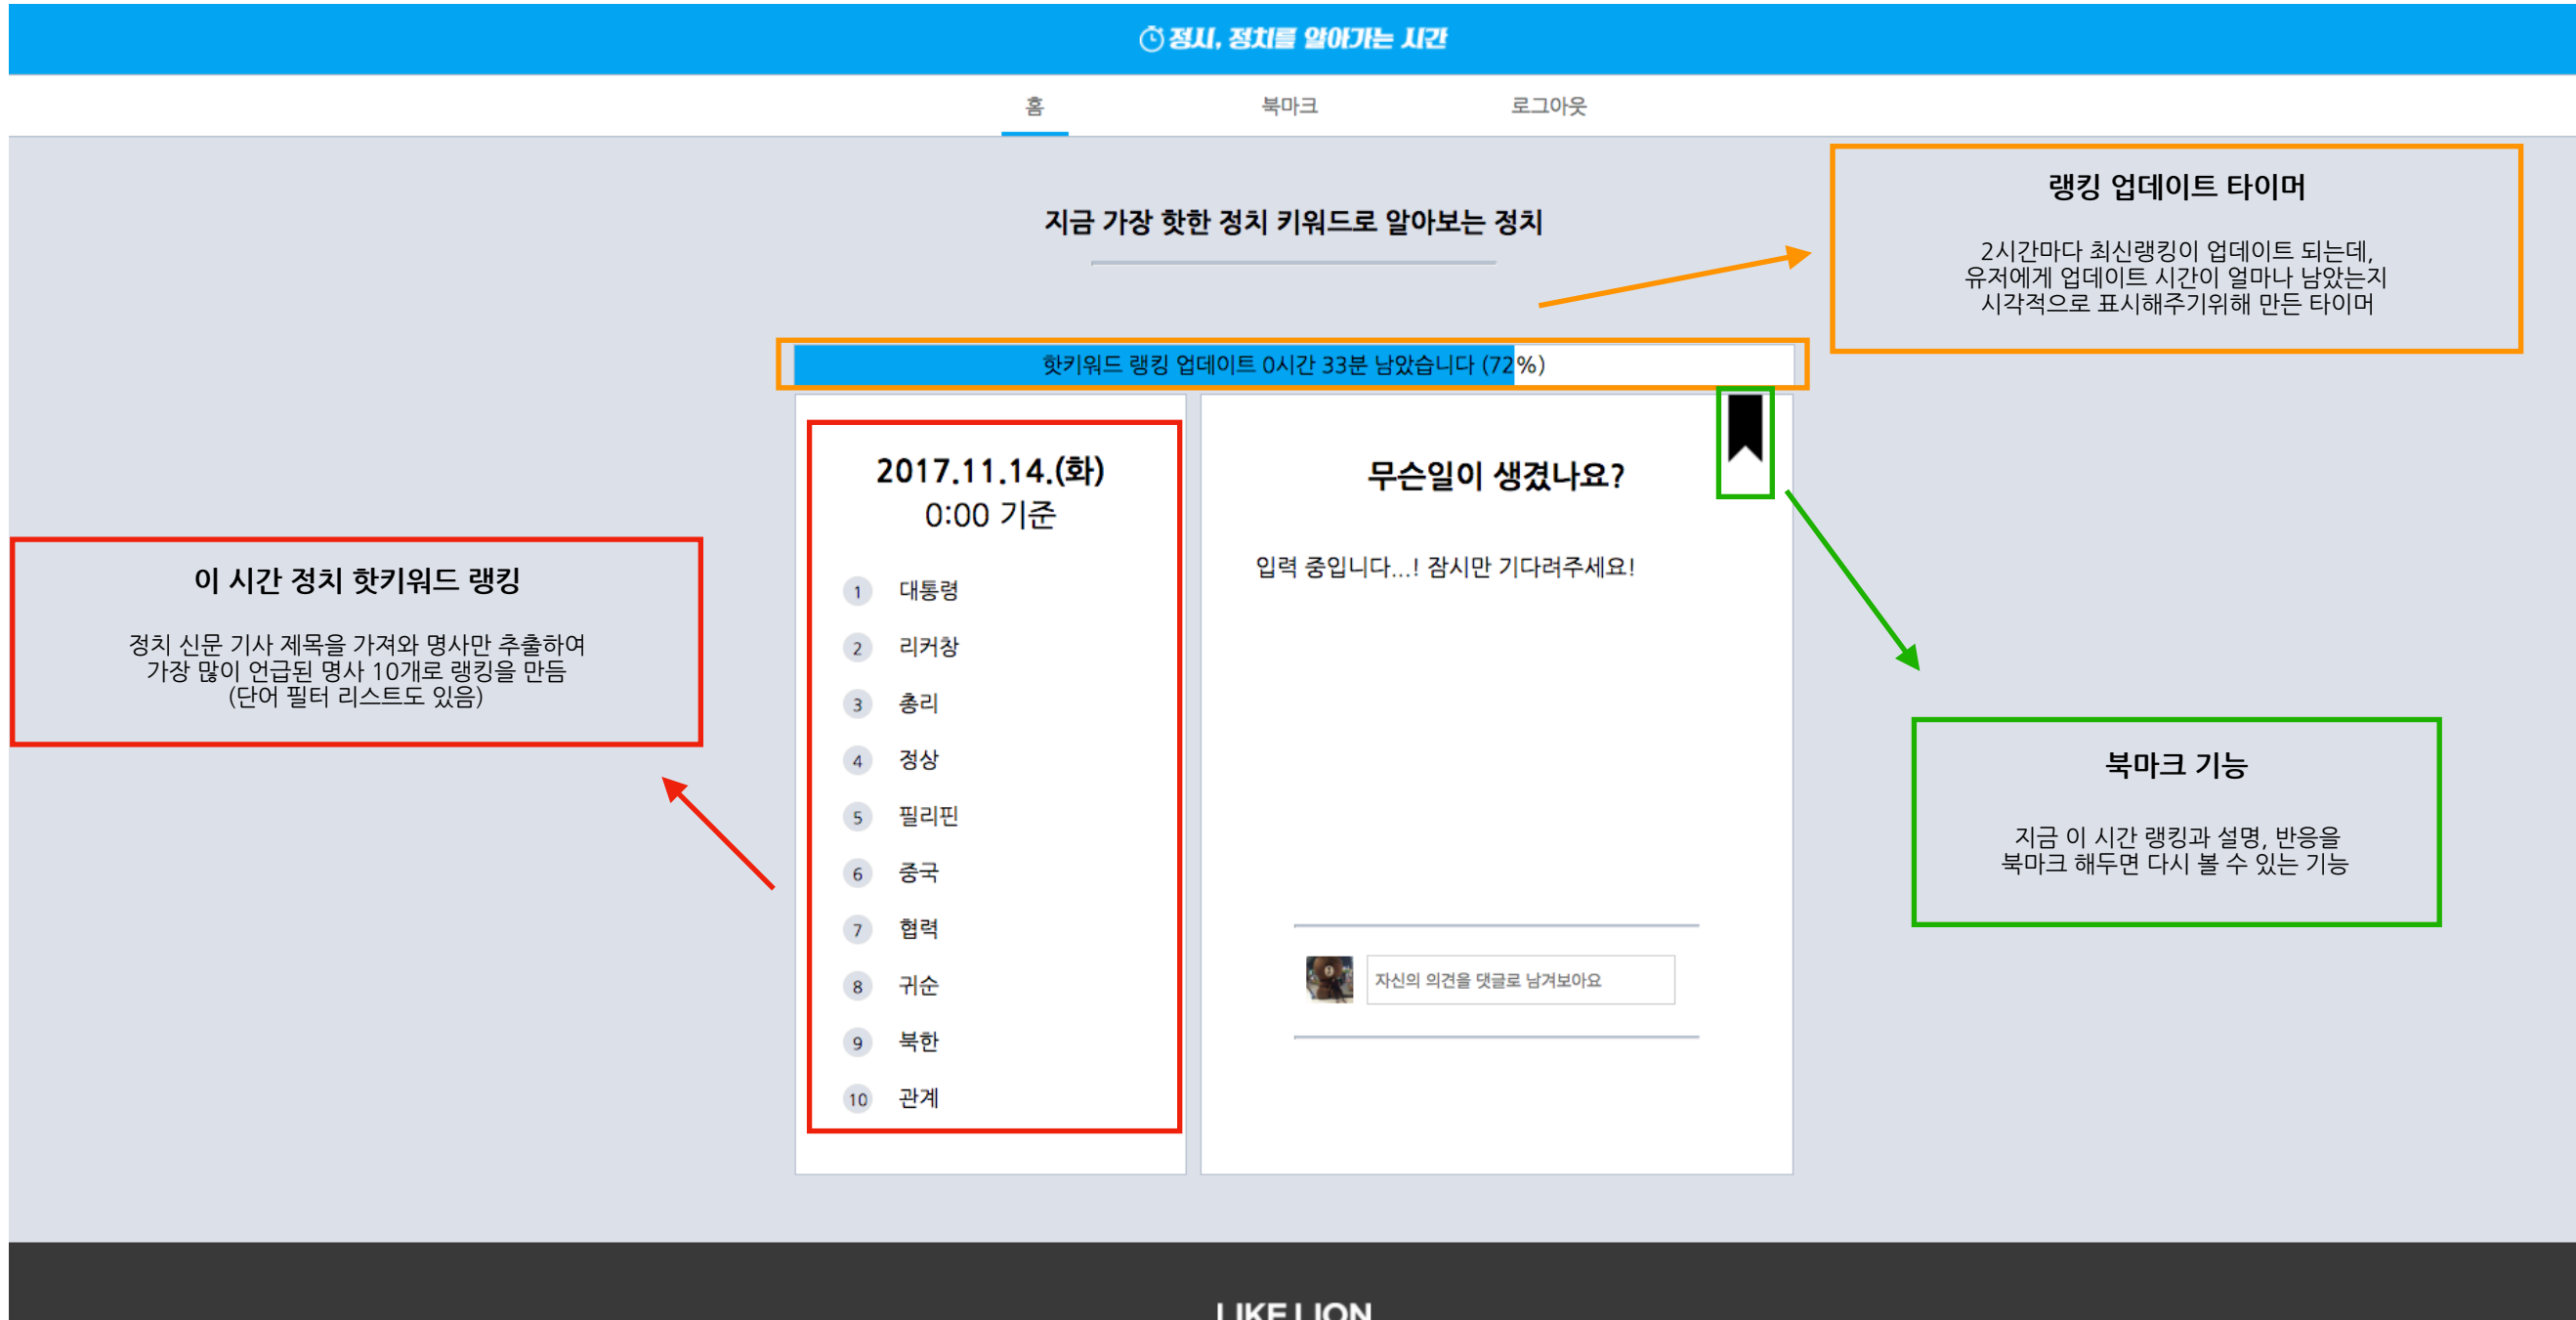 정시, 정치를 알아가는 시간
홈
북마크
로그아웃
지금 가장 핫한 정치 키워드로 알아보는 정치
랭킹 업데이트 타이머
2시간마다 최신랭킹이 업데이트 되는데,
유저에게 업데이트 시간이 얼마나 남았는지
시각적으로 표시해주기위해 만든 타이머
핫키워드 랭킹 업데이트 0시간 33분 남았습니다 (72%)
2017.11.14.(화)
0:00 기준
1 대통령
2 리커창
3 총리
4 정상
5 필리핀
6 중국
7 협력
8 귀순
9 북한
10 관계
무슨일이 생겼나요?
입력 중입니다...! 잠시만 기다려주세요!
자신의 의견을 댓글로 남겨보아요
이 시간 정치 핫키워드 랭킹
정치 신문 기사 제목을 가져와 명사만 추출하여
가장 많이 언급된 명사 10개로 랭킹을 만듬
(단어 필터 리스트도 있음)
북마크 기능
지금 이 시간 랭킹과 설명, 반응을
북마크 해두면 다시 볼 수 있는 기능
LIKE LION